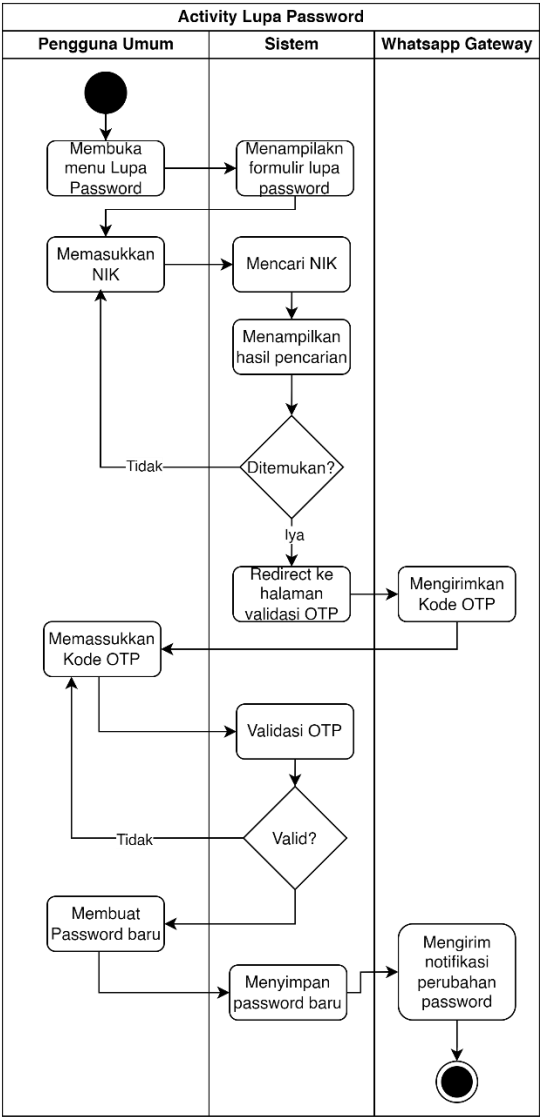 Activity Lupa Password
Pengguna Umum
Sistem
Whatsapp Gateway
Membuka
menu Lupa
Password
Menampilakn
formulir lupa
password
Memasukkan
NIK
Mencari NIK
Menampilkan
hasil pencarian
Ditemukan?
Tidak
Iya
Redirect ke
halaman
validasi OTP
Mengirimkan
Kode OTP
Memassukkan
Kode OTP
Validasi OTP
Valid?
Tidak
Membuat
Password baru
Menyimpan
password baru
Mengirim
notifikasi
perubahan
password